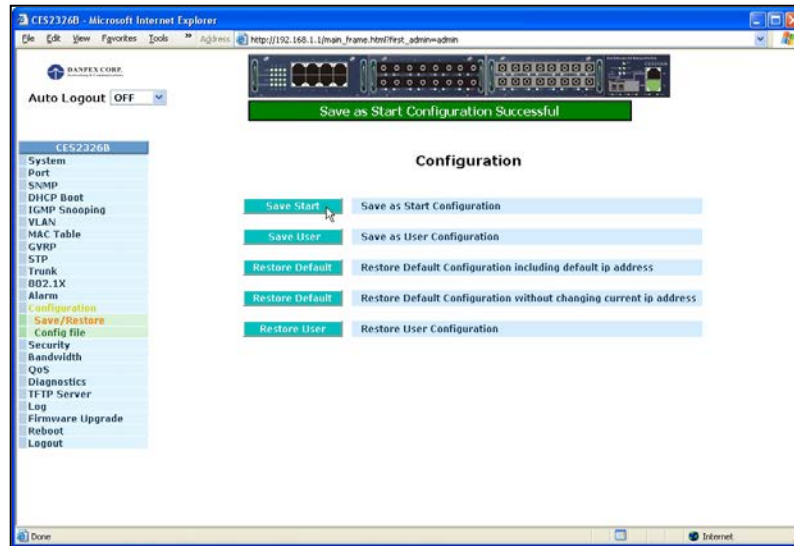 CES2326B - Microsoft Internet Explorer
File Edit View Favorites Tools » Address http://192.168.1.1/main_frame.html?first_admin=admin
DANPEX CORP.
Auto Logout OFF
Save as Start Configuration Successful
CES2326B
System
Port
SNMP
DHCP Boot
IGMP Snooping
VLAN
MAC Table
GVRP
STP
Trunk
802.1X
Alarm
Configuration
Save/Restore
Config file
Security
Bandwidth
QoS
Diagnostics
TFTP Server
Log
Firmware Upgrade
Reboot
Logout
Configuration
Save Start Save as Start Configuration
Save User Save as User Configuration
Restore Default Restore Default Configuration including default ip address
Restore Default Restore Default Configuration without changing current ip address
Restore User Restore User Configuration
Done Internet